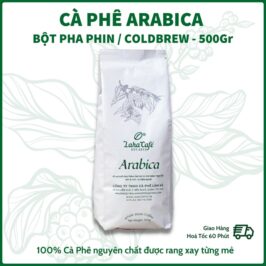 CÀ PHÊ ARABICA
BỘT PHA PHIN / COLDBREW - 500Gr
LahaCafé
Arabica
Giao Hàng
Hoả Tốc 60 Phút
100% Cà Phê nguyên chất được rang xay từng mẻ